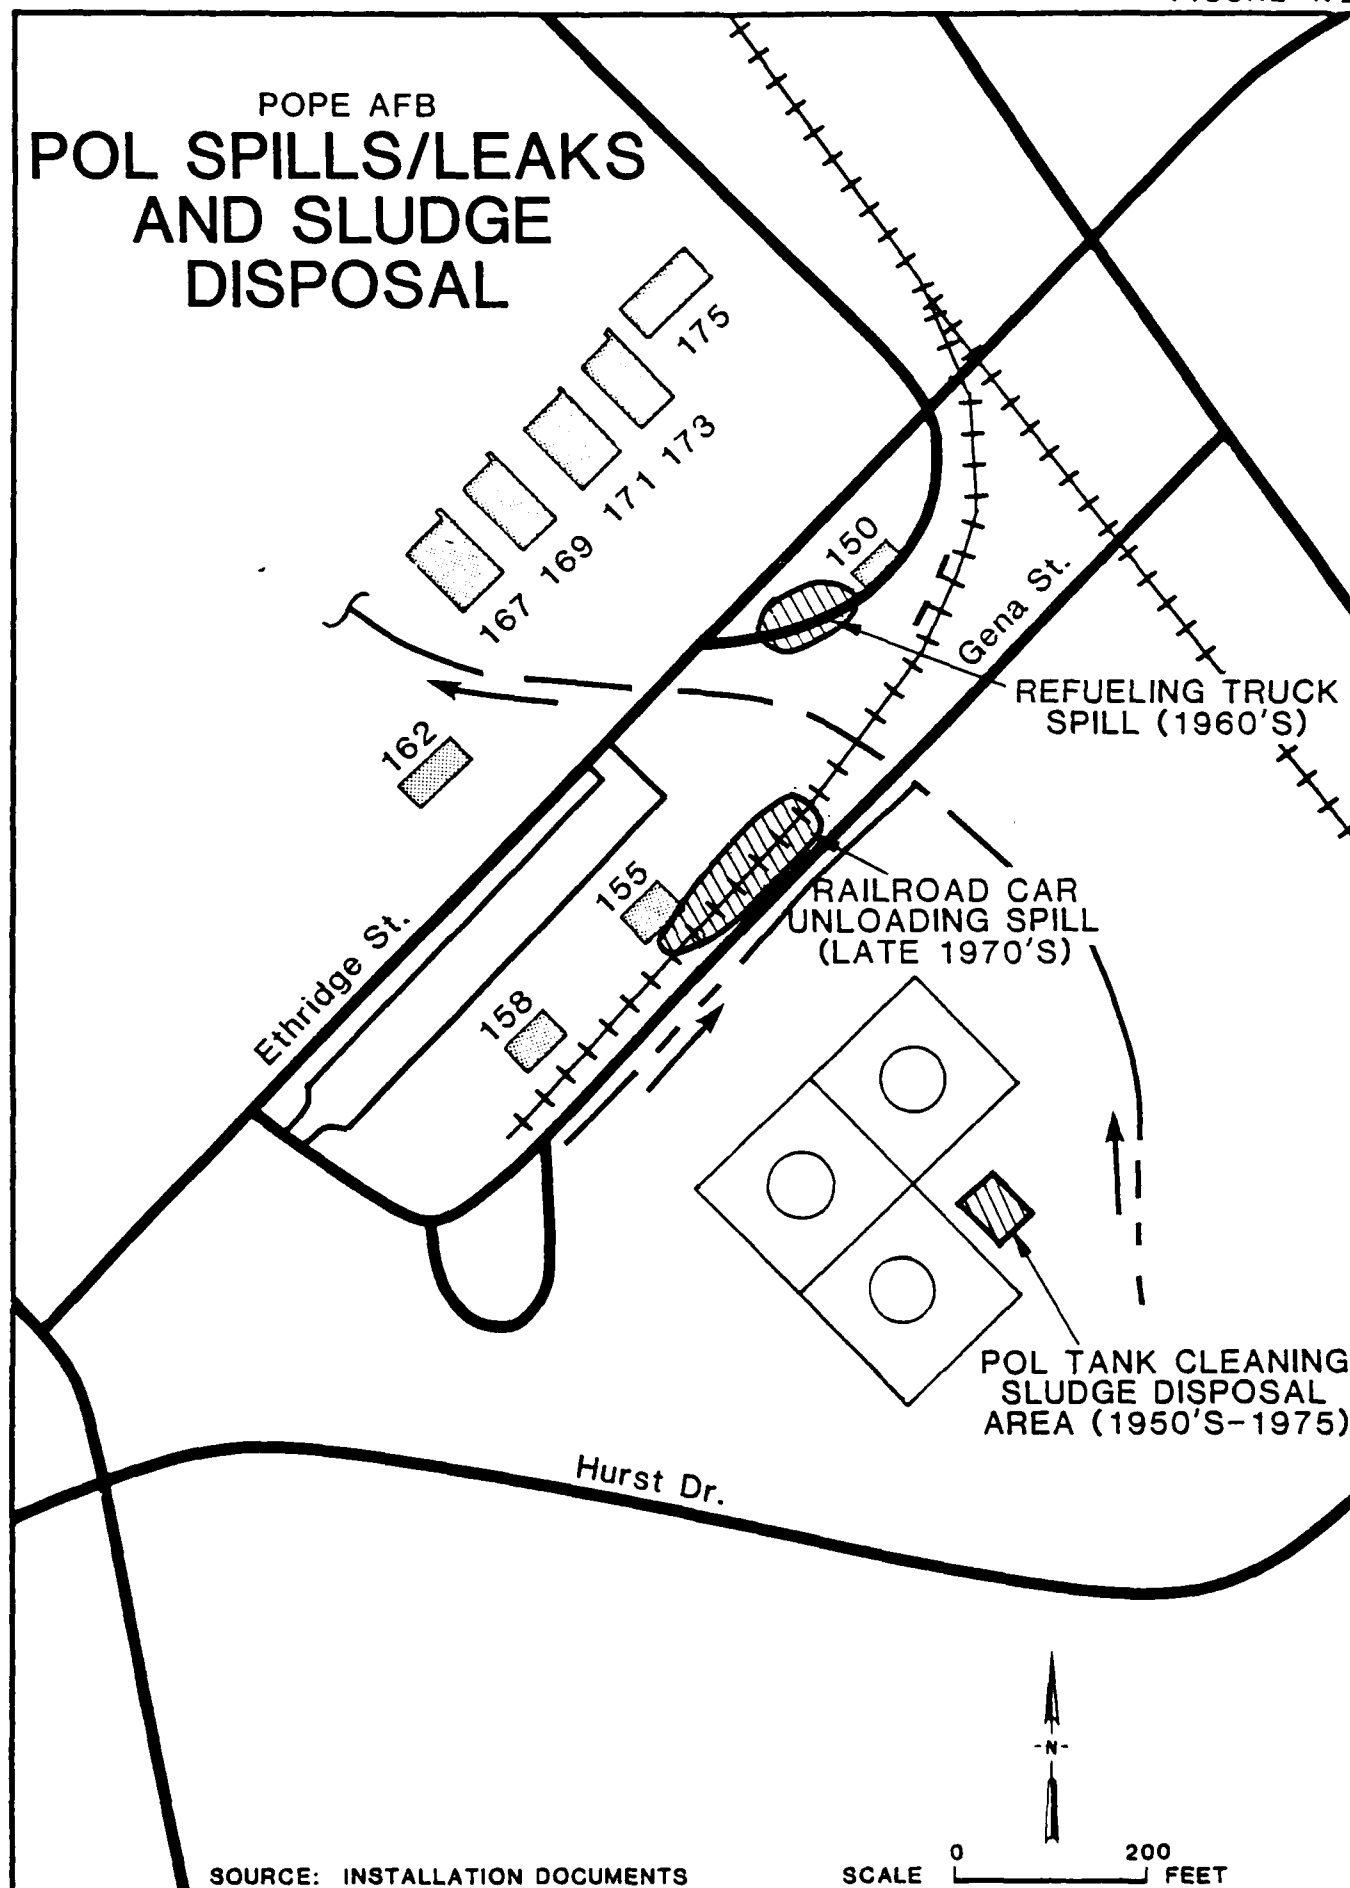 POPE AFB
POL SPILLS/LEAKS
AND SLUDGE
DISPOSAL
175
173
171
169
167
150
Gena St.
REFUELING TRUCK
SPILL (1960'S)
162
155
RAILROAD CAR
UNLOADING SPILL
(LATE 1970'S)
Ethridge St.
158
POL TANK CLEANING
SLUDGE DISPOSAL
AREA (1950'S-1975)
Hurst Dr.
-N-
0 200
SCALE FEET
SOURCE: INSTALLATION DOCUMENTS